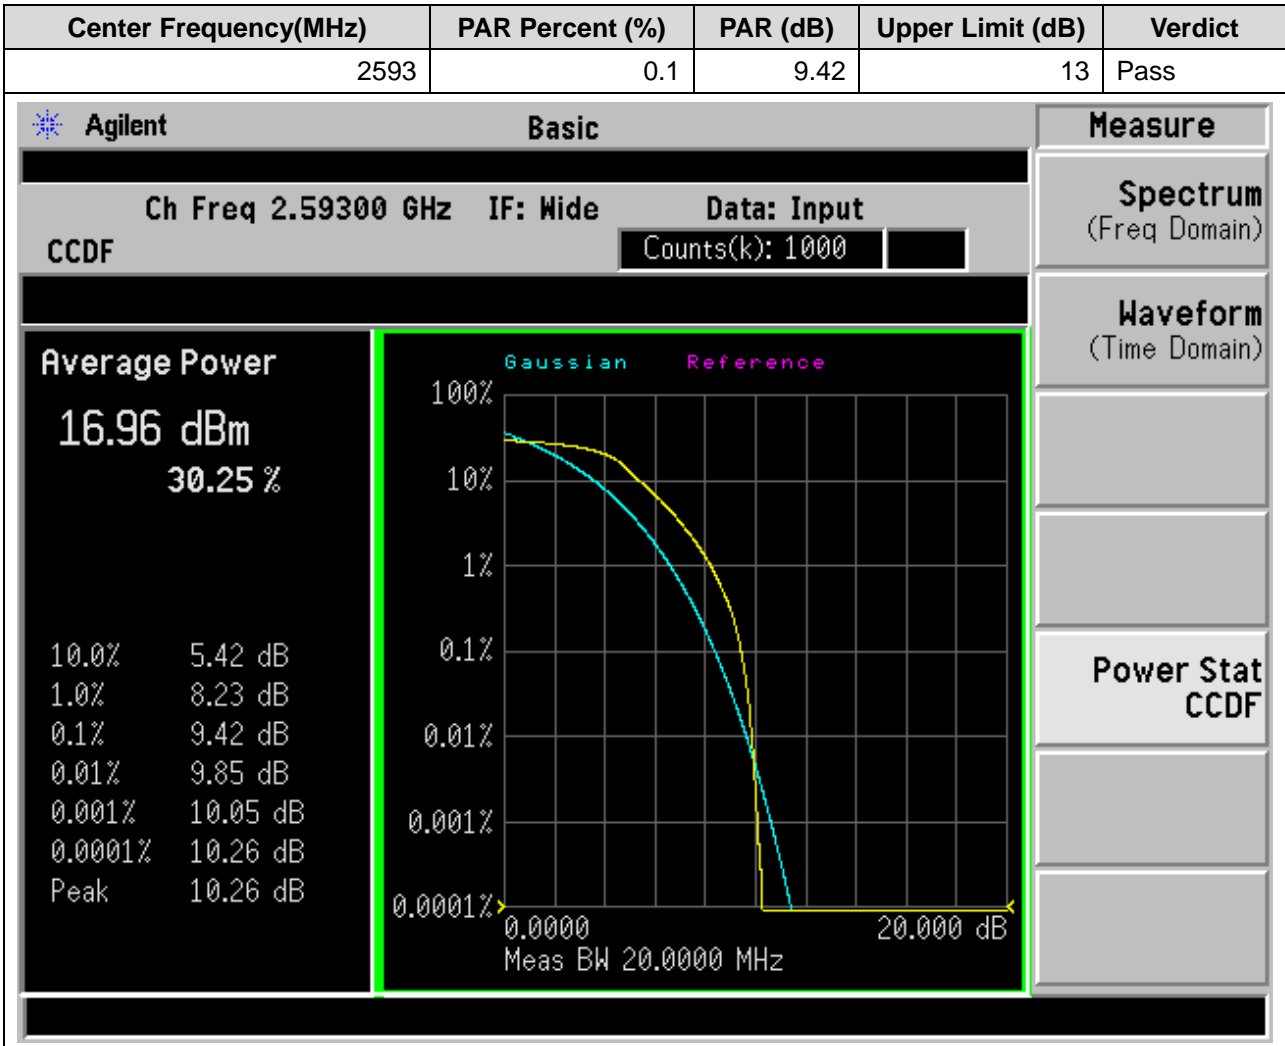 Center Frequency(MHz) PAR Percent (%) PAR (dB) Upper Limit (dB) Verdict
2593 0.1 9.42 13 Pass
Agilent Basic Measure
Ch Freq 2.59300 GHz IF: Wide Data: Input
CCDF Counts(k): 1000
Spectrum
(Freq Domain)
Waveform
(Time Domain)
Power Stat
CCDF
Average Power
16.96 dBm
30.25 %
10.0% 5.42 dB
1.0% 8.23 dB
0.1% 9.42 dB
0.01% 9.85 dB
0.001% 10.05 dB
0.0001% 10.26 dB
Peak 10.26 dB
Gaussian Reference
100%
10%
1%
0.1%
0.01%
0.001%
0.0001%
0.0000 20.000 dB
Meas BW 20.0000 MHz